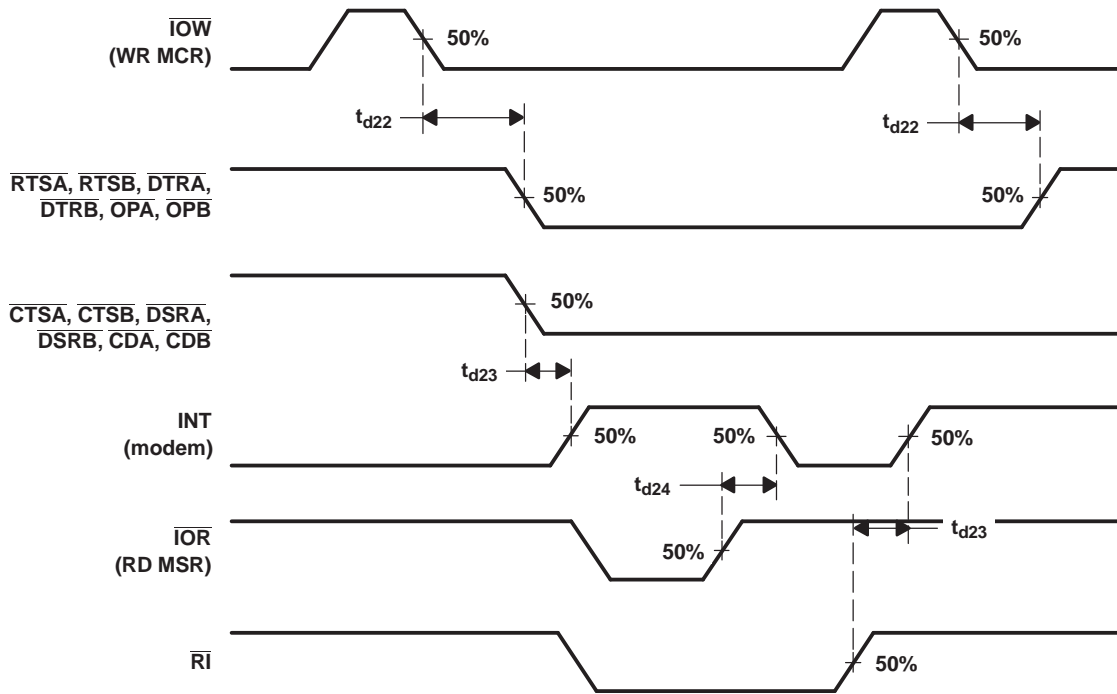 IOW
(WR MCR)
50%
50%
td22
td22
RTSA, RTSB, DTRA,
DTRB, OPA, OPB
50%
50%
CTSA, CTSB, DSRA,
DSRB, CDA, CDB
50%
td23
INT
(modem)
50%
50%
50%
td24
IOR
(RD MSR)
50%
td23
RI
50%